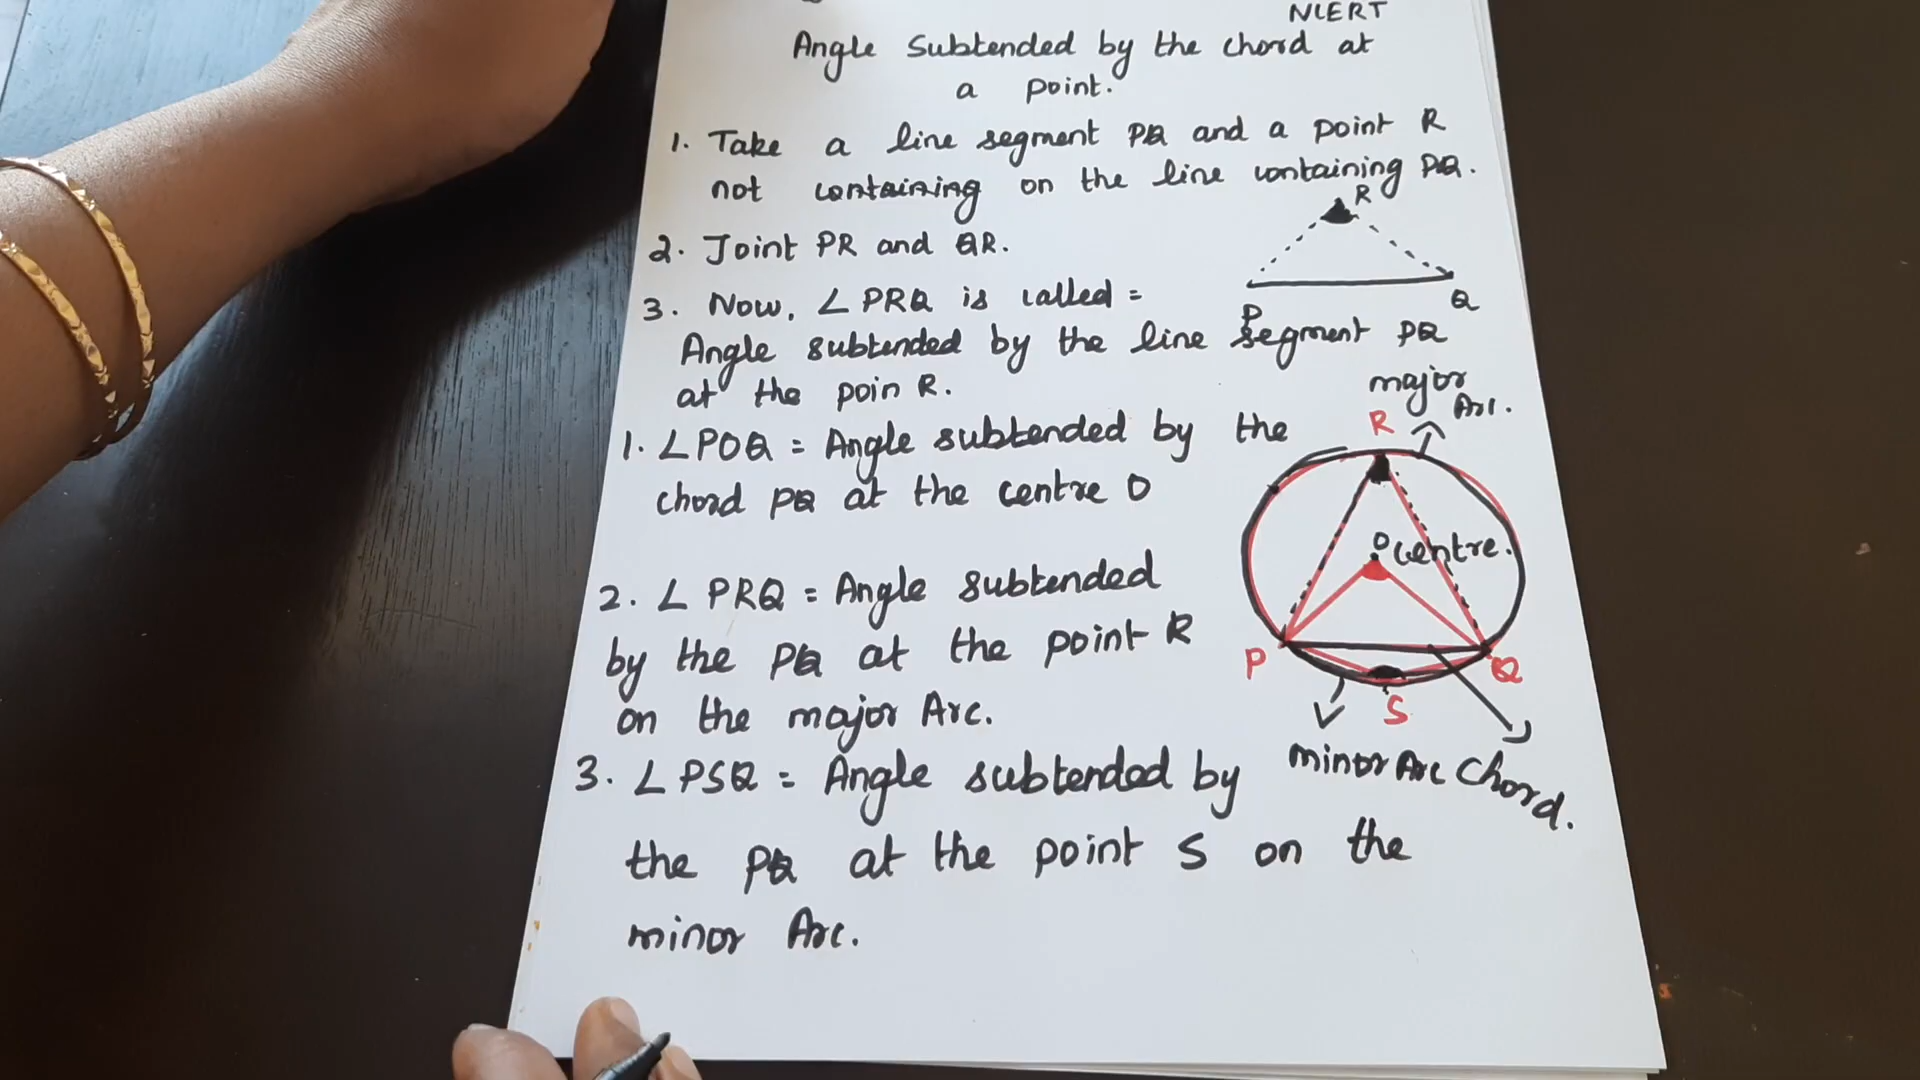 NCERT
Angle Subtended by the chord at
a point.
1. Take a line segment PQ and a point R
not containing on the line containing PQ.
R
2. Joint PR and QR.
3. Now, ∠PRQ is called =
P
Q
Angle subtended by the line segment PQ
at the poin R.
major
Arc.
R
1. ∠POQ = Angle subtended by the
chord PQ at the centre O
O centre.
2. ∠PRQ = Angle subtended
by the PQ at the point R
on the major Arc.
P
Q
S
3. ∠PSQ = Angle subtended by
minor Arc
chord.
the PQ at the point S on the
minor Arc.